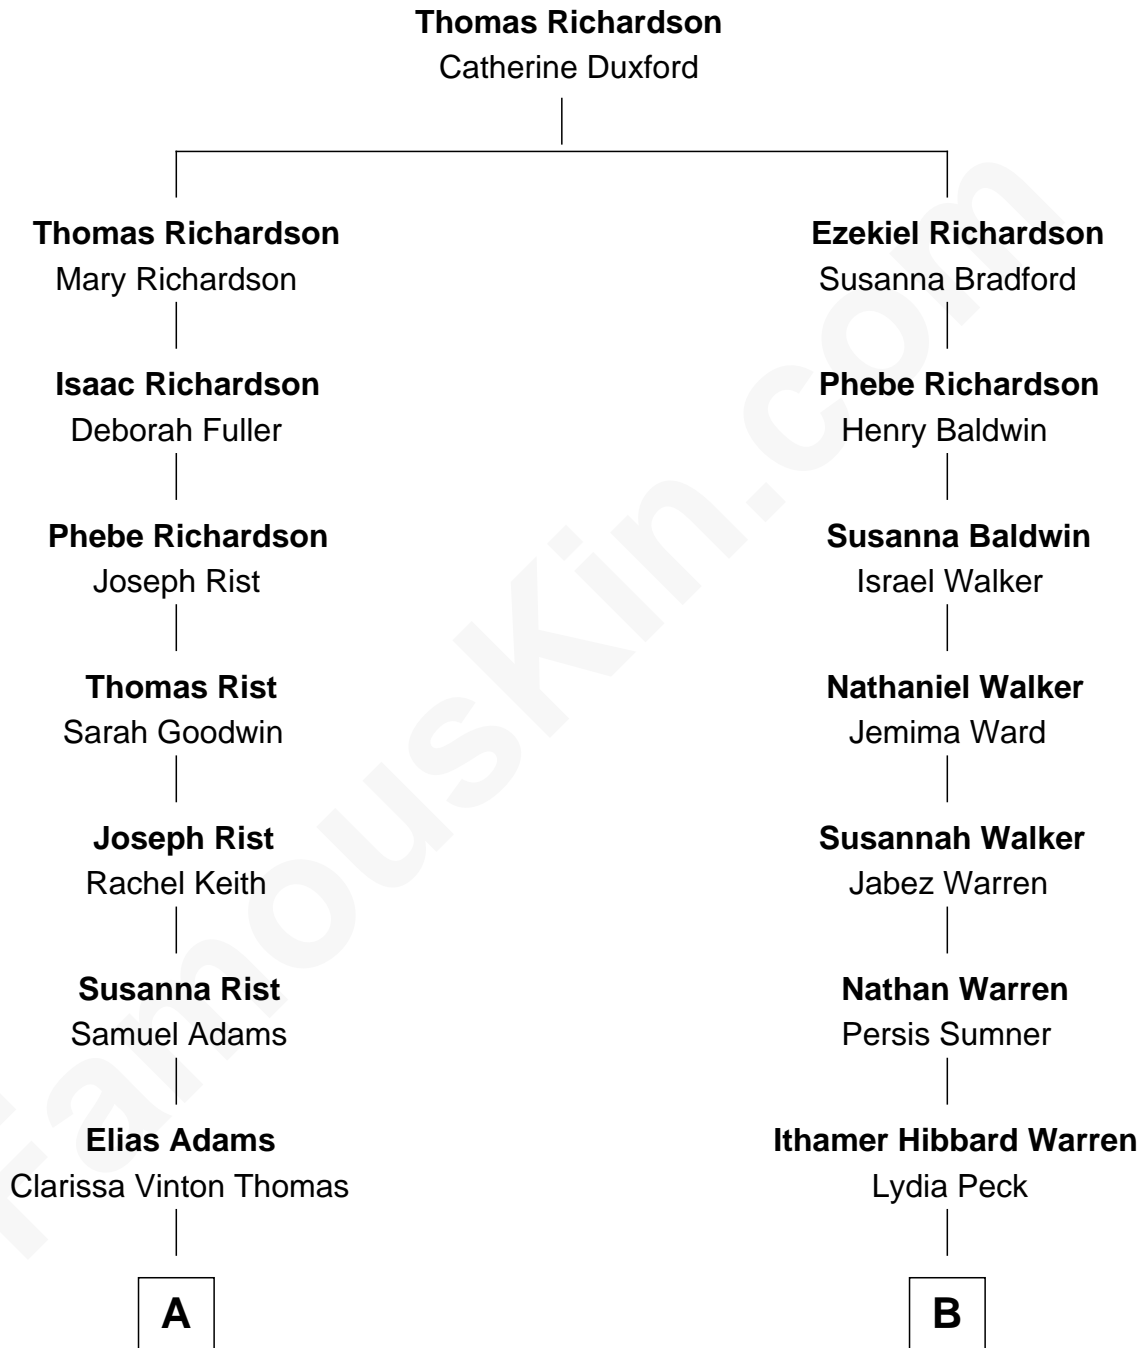 Thomas Richardson
Catherine Duxford
Thomas Richardson
Mary Richardson
Isaac Richardson
Deborah Fuller
Phebe Richardson
Joseph Rist
Thomas Rist
Sarah Goodwin
Joseph Rist
Rachel Keith
Susanna Rist
Samuel Adams
Elias Adams
Clarissa Vinton Thomas
A
Ezekiel Richardson
Susanna Bradford
Phebe Richardson
Henry Baldwin
Susanna Baldwin
Israel Walker
Nathaniel Walker
Jemima Ward
Susannah Walker
Jabez Warren
Nathan Warren
Persis Sumner
Ithamer Hibbard Warren
Lydia Peck
B
FamousKin.com